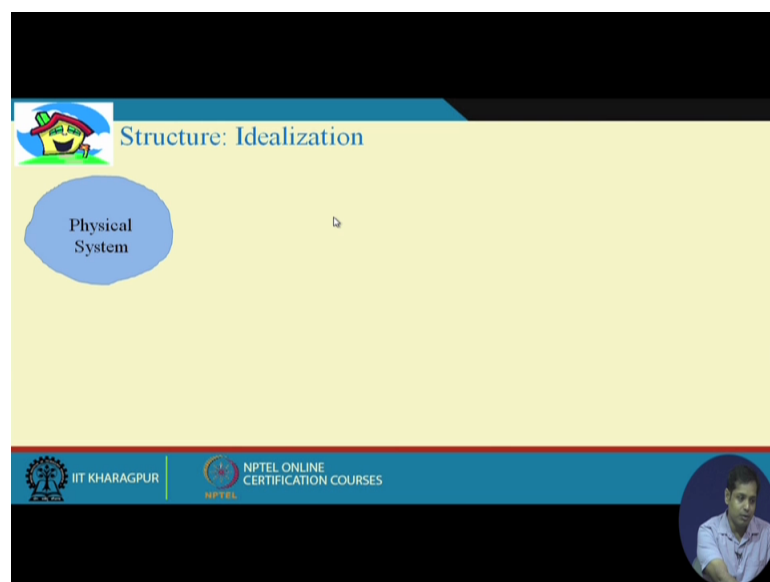 Structure: Idealization
Physical
System
IIT KHARAGPUR
NPTEL
NPTEL ONLINE
CERTIFICATION COURSES